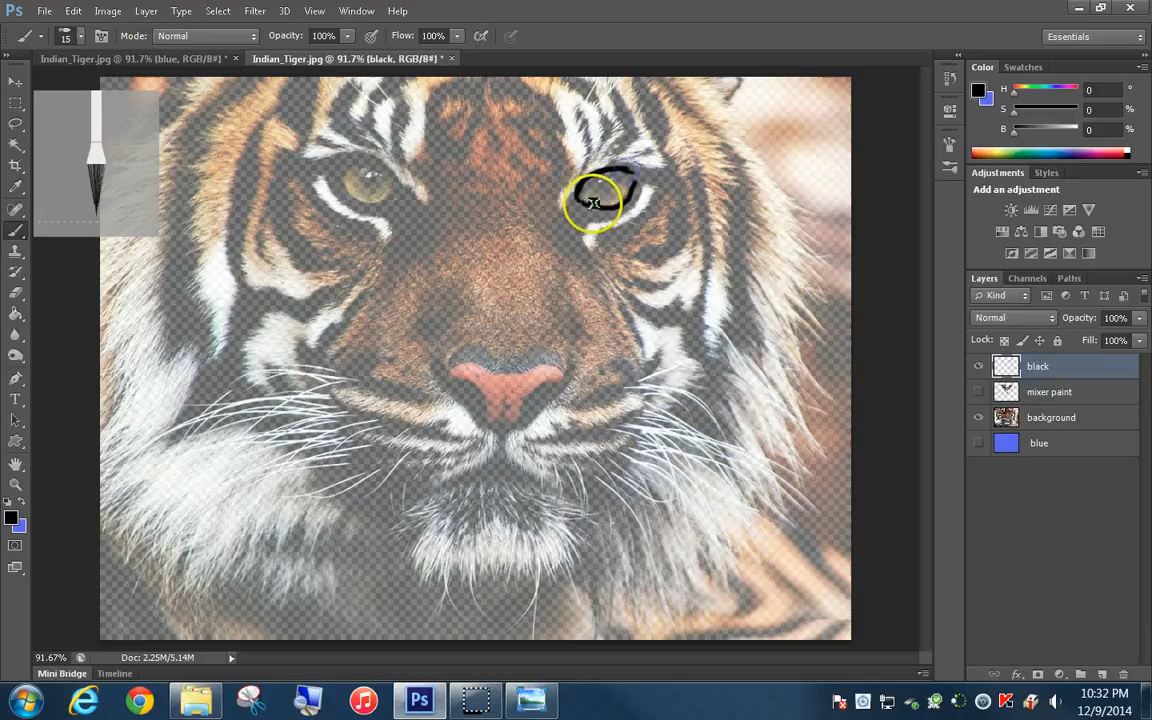 Ps File Edit Image Layer Type Select Filter 3D View Window Help
15 Mode: Normal Opacity: 100% Flow: 100% Essentials
Indian_Tiger.jpg @ 91.7% (blue, RGB/8#) * × Indian_Tiger.jpg @ 91.7% (black, RGB/8#) * ×
Color Swatches
H 0 °
S 0 %
B 0 %
Adjustments Styles
Add an adjustment
Layers Channels Paths
Kind
Normal Opacity: 100%
Lock: Fill: 100%
black
mixer paint
background
blue
91.67% Doc: 2.25M/5.14M
Mini Bridge Timeline
Ps 10:32 PM
12/9/2014